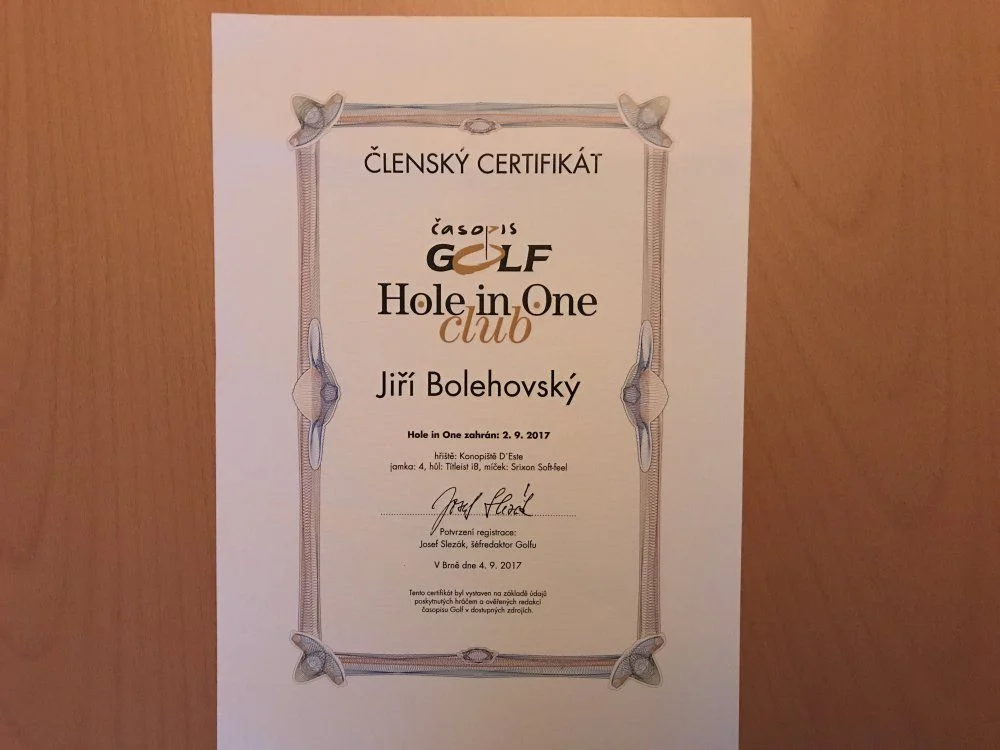 ČLENSKÝ CERTIFIKÁT
časopis
GOLF
Hole in One
club
Jiří Bolehovský
Hole in One zahrán: 2. 9. 2017
hřiště: Konopiště D'Este
jamka: 4, hůl: Titleist i8, míček: Srixon Soft-feel
Josef Slezák
Potvrzení registrace:
Josef Slezák, šéfredaktor Golfu
V Brně dne 4. 9. 2017
Tento certifikát byl vystaven na základě údajů
poskytnutých hráčem a ověřených redakcí
časopisu Golf v dostupných zdrojích.